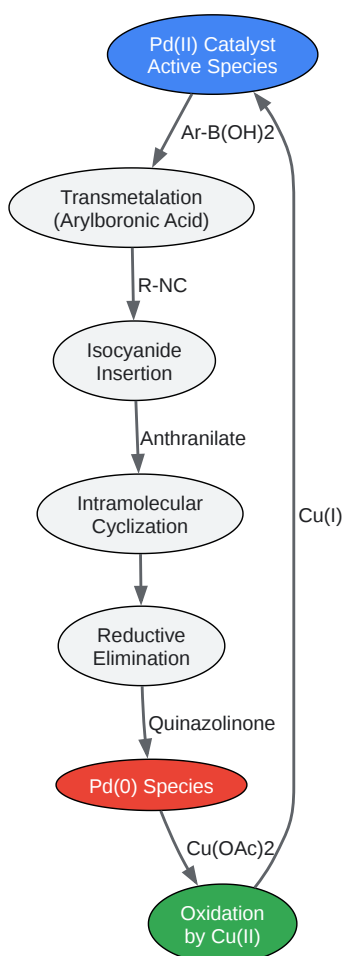 Pd(II) Catalyst
Active Species
Ar-B(OH)2
Transmetalation
(Arylboronic Acid)
R-NC
Isocyanide
Insertion
Anthranilate
Intramolecular
Cyclization
Cu(I)
Reductive
Elimination
Quinazolinone
Pd(0) Species
Cu(OAc)2
Oxidation
by Cu(II)